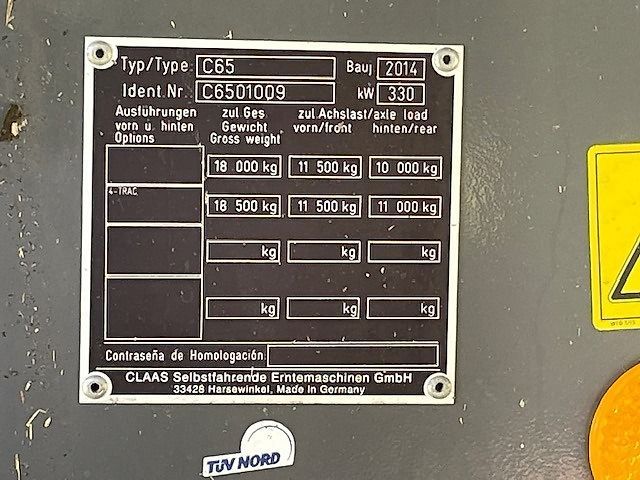 Typ/Type C65 Bauj 2014
Ident.Nr. C6501009 kW 330
Ausführungen zul.Ges. zul.Achslast/axle load
vorn u. hinten Gewicht vorn/front hinten/rear
Options Gross weight
18 000 kg 11 500 kg 10 000 kg
4-TRAC 18 500 kg 11 500 kg 11 000 kg
kg kg kg
kg kg kg
Contraseña de Homologación:
CLAAS Selbstfahrende Erntemaschinen GmbH
33428 Harsewinkel, Made in Germany
TÜV NORD